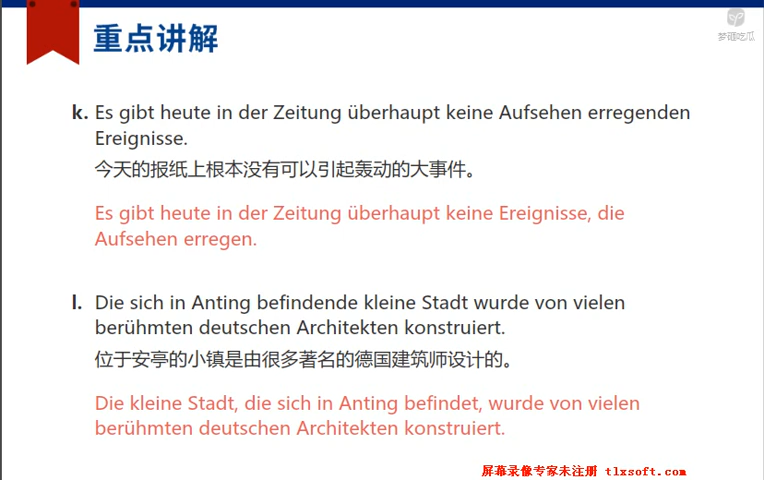 重点讲解
梦砸吃瓜
k. Es gibt heute in der Zeitung überhaupt keine Aufsehen erregenden
Ereignisse.
今天的报纸上根本没有可以引起轰动的大事件。
Es gibt heute in der Zeitung überhaupt keine Ereignisse, die
Aufsehen erregen.
l. Die sich in Anting befindende kleine Stadt wurde von vielen
berühmten deutschen Architekten konstruiert.
位于安亭的小镇是由很多著名的德国建筑师设计的。
Die kleine Stadt, die sich in Anting befindet, wurde von vielen
berühmten deutschen Architekten konstruiert.
屏幕录像专家未注册 tlxsoft.com